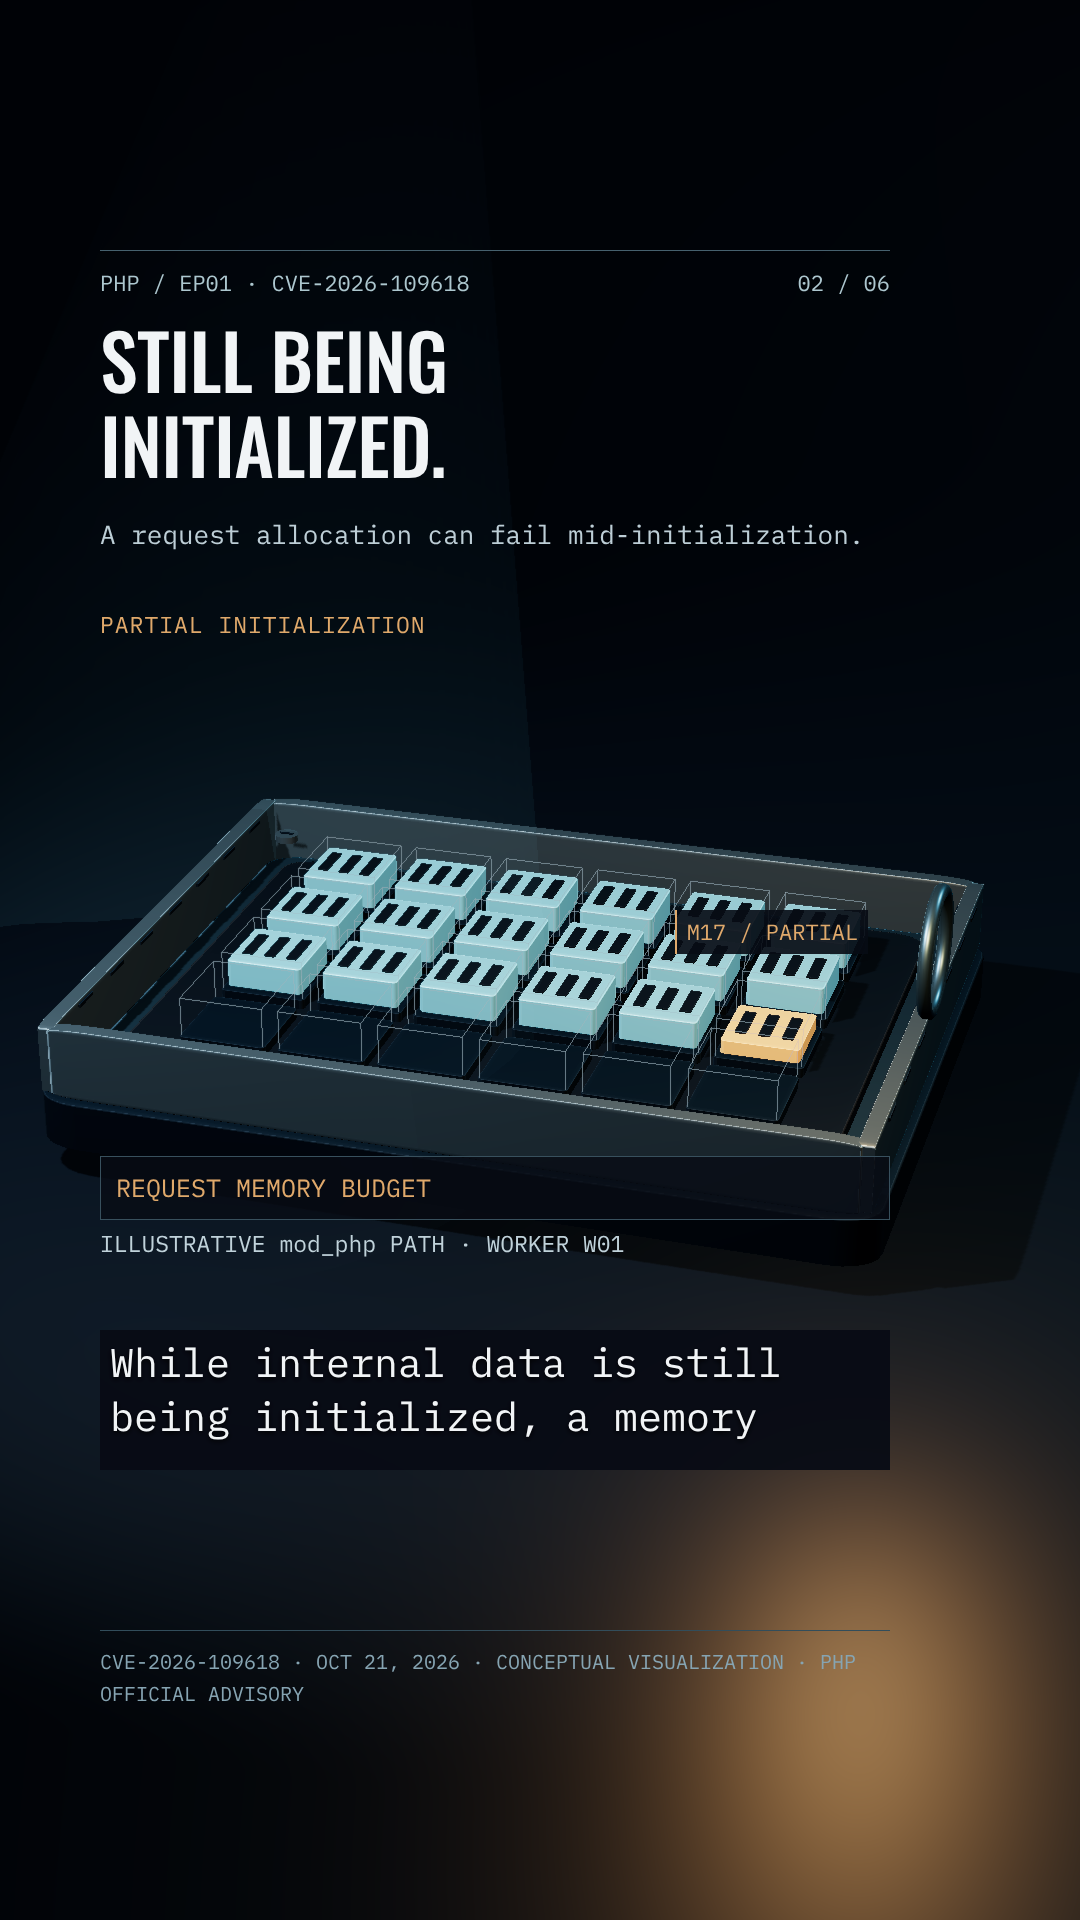 PHP / EP01 · CVE-2026-109618
02 / 06
STILL BEING
INITIALIZED.
A request allocation can fail mid-initialization.
PARTIAL INITIALIZATION
M17 / PARTIAL
REQUEST MEMORY BUDGET
ILLUSTRATIVE mod_php PATH · WORKER W01
While internal data is still
being initialized, a memory
CVE-2026-109618 · OCT 21, 2026 · CONCEPTUAL VISUALIZATION · PHP
OFFICIAL ADVISORY